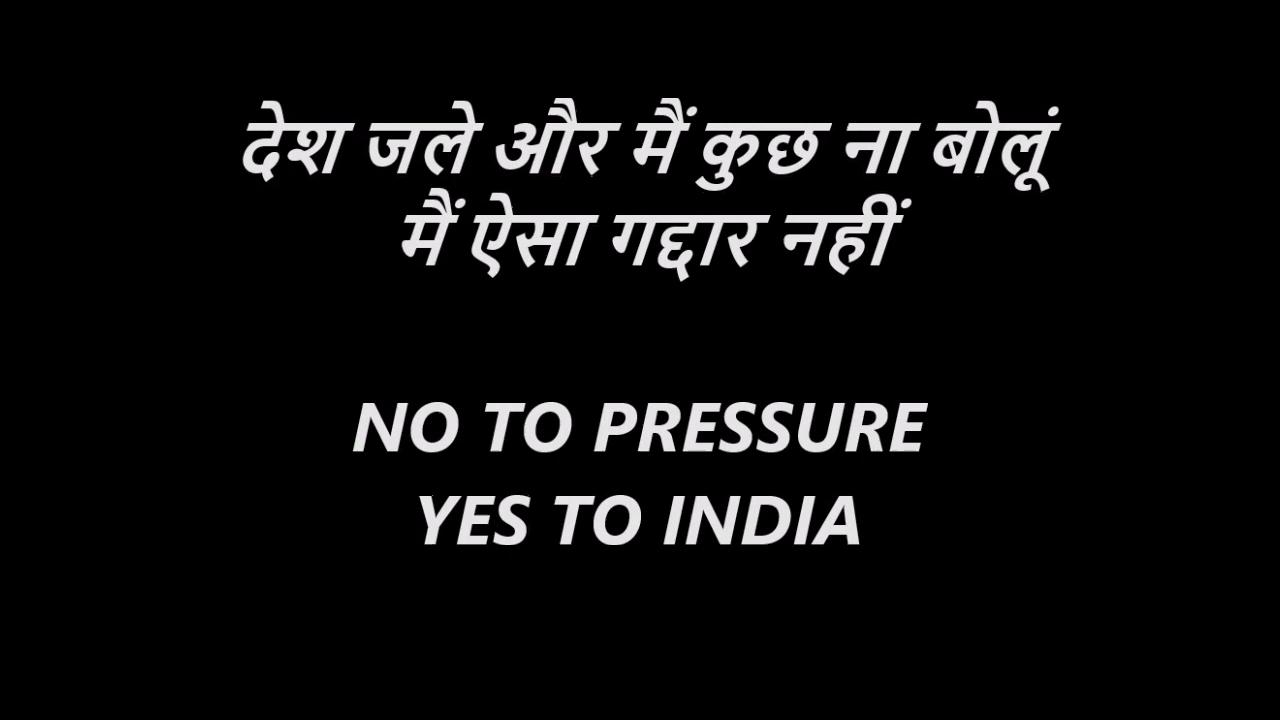 देश जले और मैं कुछ ना बोलूं
मैं ऐसा गद्दार नहीं
NO TO PRESSURE
YES TO INDIA